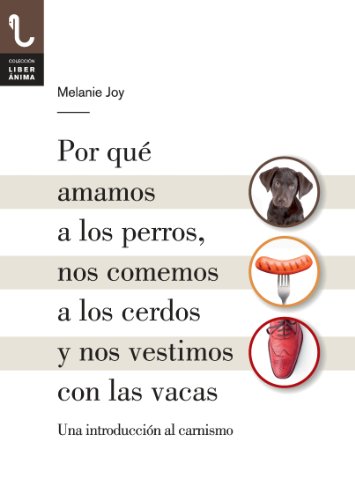 COLECCIÓN
LIBER
ÁNIMA
Melanie Joy
Por qué
amamos
a los perros,
nos comemos
a los cerdos
y nos vestimos
con las vacas
Una introducción al carnismo